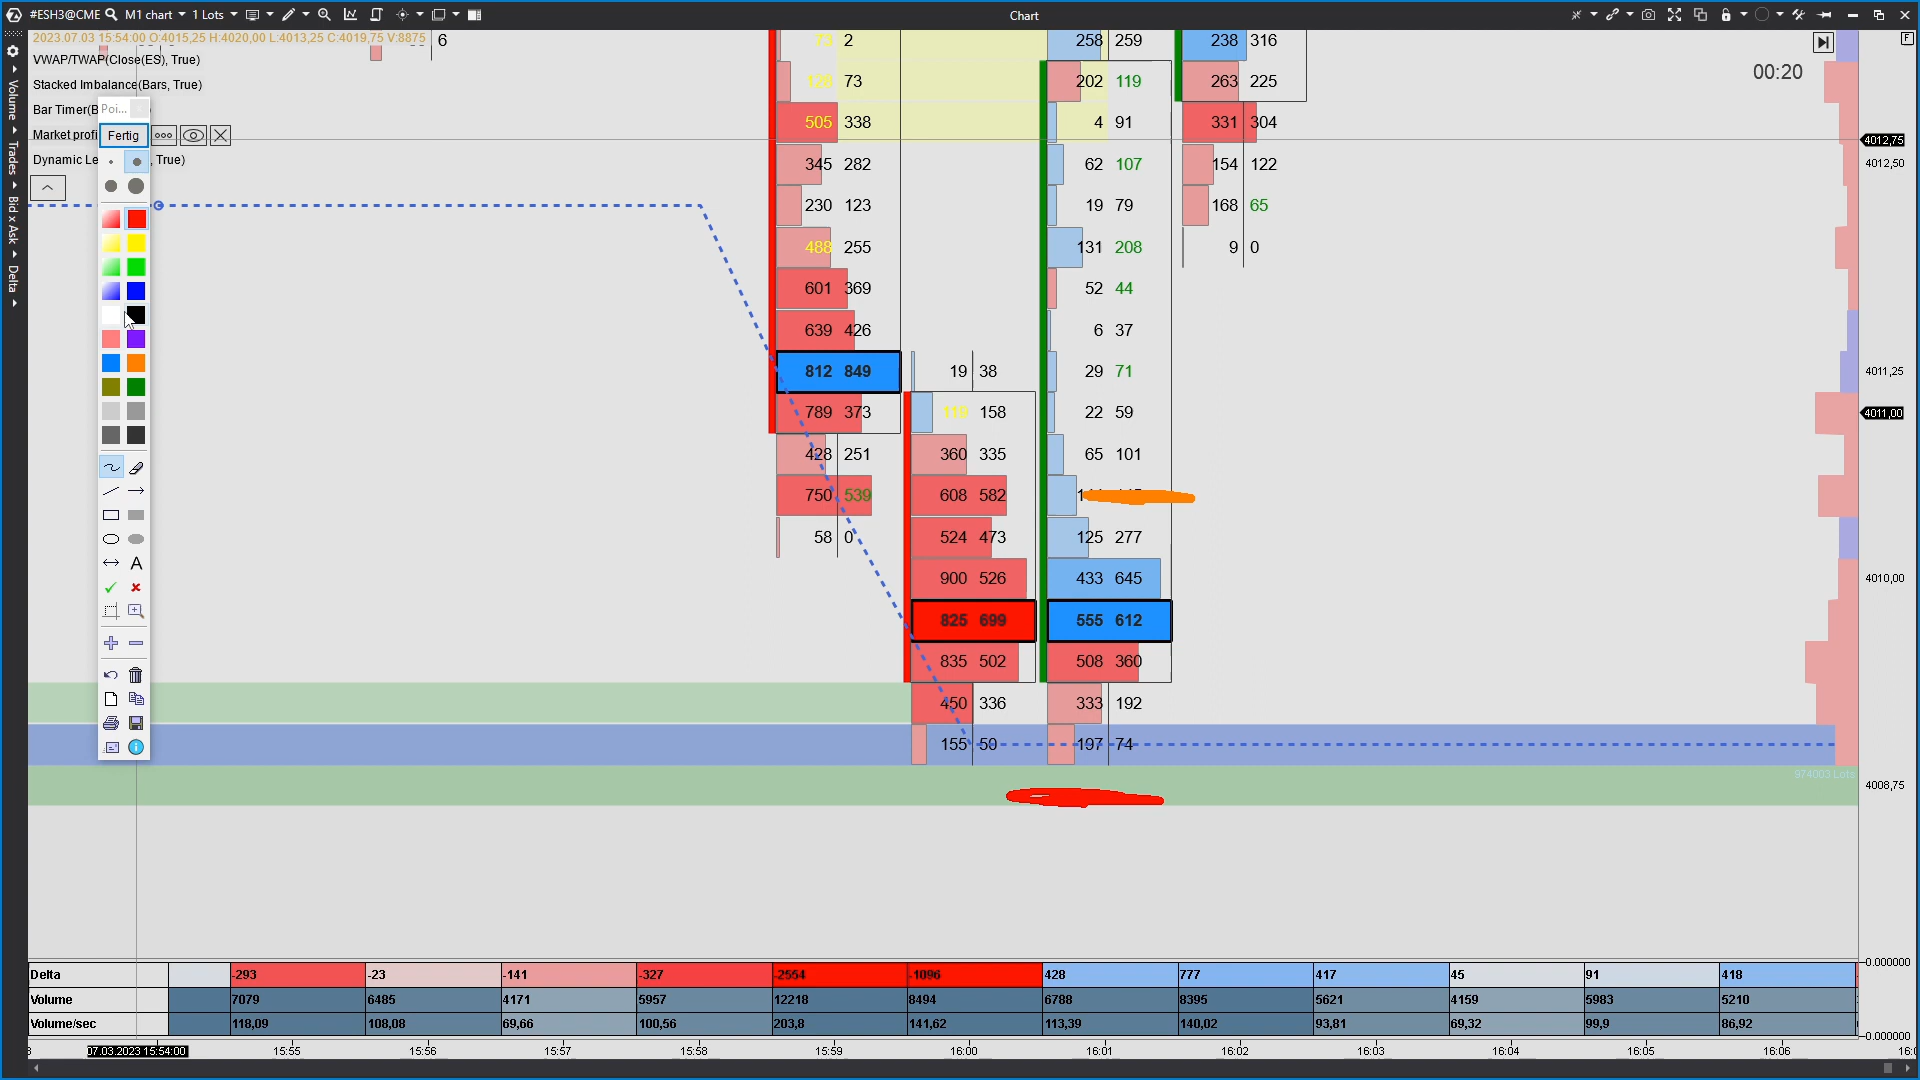 #ESH3@CME M1 chart 1 Lots Chart
2023.07.03 15:54:00 O:4015,25 H:4020,00 L:4013,25 C:4019,75 V:8875
VWAP/TWAP(Close(ES), True)
Stacked Imbalance(Bars, True)
Bar Timer(B
Market profi
Dynamic Le , True)
Poi...
Fertig
A
Volume
Trades
Bid x Ask
Delta
6
73 2
128 73
505 338
345 282
230 123
488 255
601 369
639 426
812 849
789 373
428 251
750 539
58 0
19 38
119 158
360 335
608 582
524 473
900 526
825 699
835 502
450 336
155 50
258 259
202 119
4 91
62 107
19 79
131 208
52 44
6 37
29 71
22 59
65 101
125 277
433 645
555 612
508 360
333 192
197 74
238 316
263 225
331 304
154 122
168 65
9 0
F
00:20
4012,75
4012,50
4011,25
4011,00
4010,00
974003 Lots
4008,75
Delta -293 -23 -141 -327 -2554 -1096 428 777 417 45 91 418
-0.000000
Volume 7079 6485 4171 5957 12218 8494 6788 8395 5621 4159 5983 5210
Volume/sec 118,09 108,08 69,66 100,56 203,8 141,62 113,39 140,02 93,81 69,32 99,9 86,92
-0.000000
07.03.2023 15:54:00 15:55 15:56 15:57 15:58 15:59 16:00 16:01 16:02 16:03 16:04 16:05 16:06 16:0